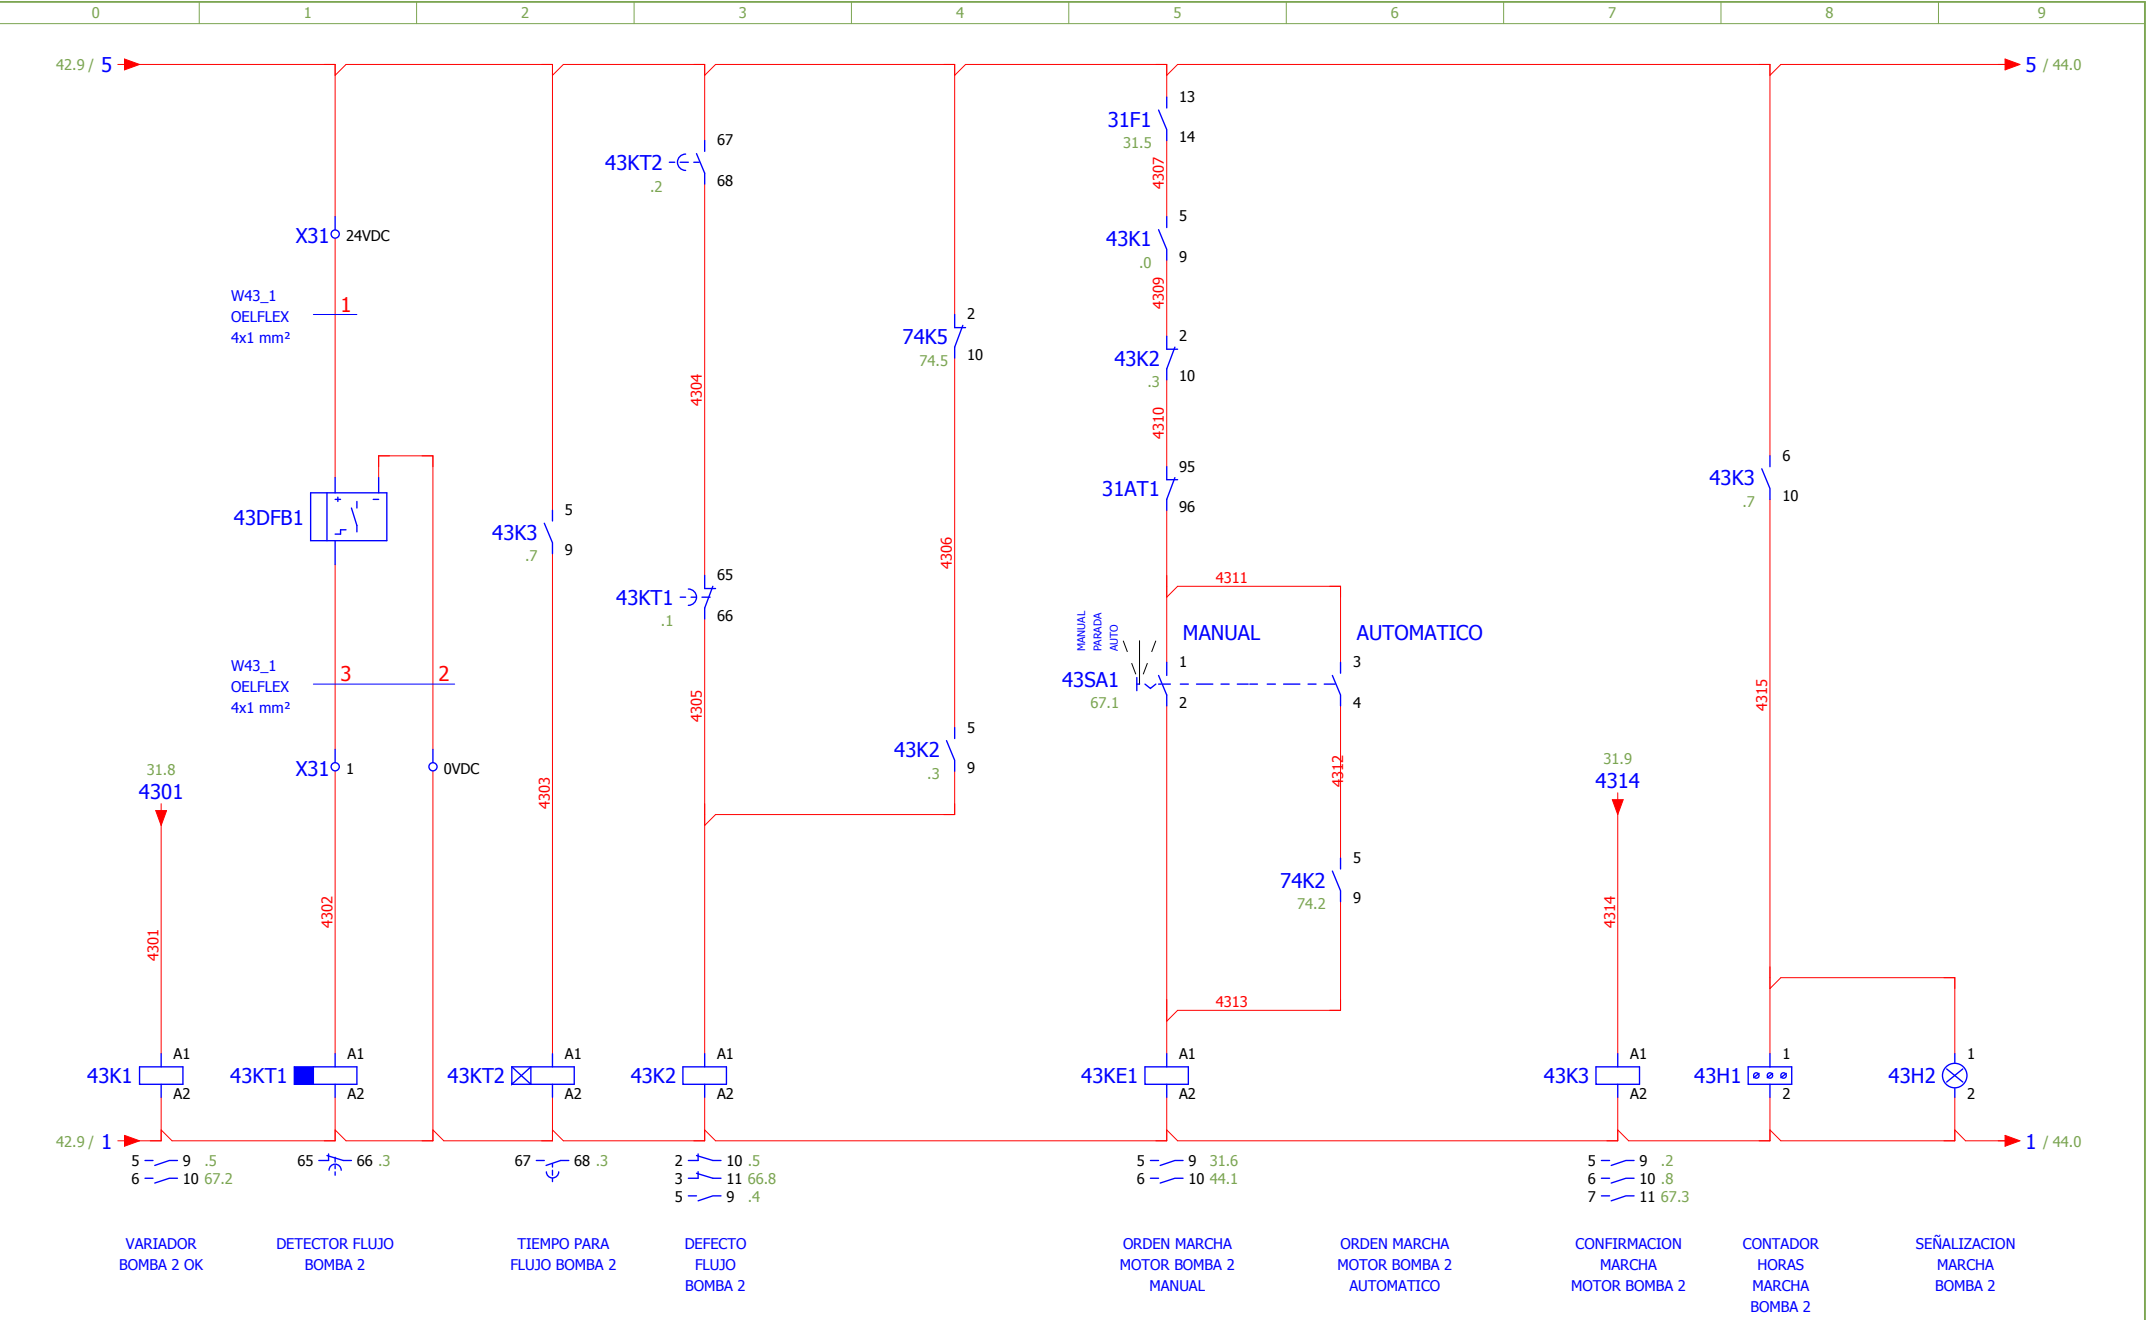 0 1 2 3 4 5 6 7 8 9
42.9 / 5
5 / 44.0
31F1
31.5
13
14
4307
43KT2
.2
67
68
X31
24VDC
43K1
.0
5
9
4309
W43_1
OELFLEX
4x1 mm²
1
74K5
74.5
2
10
43K2
.3
2
10
4304
4310
43DFB1
+ -
43K3
.7
5
9
31AT1
95
96
43K3
.7
6
10
4306
43KT1
.1
65
66
4311
MANUAL
PARADA
AUTO
MANUAL
AUTOMATICO
43SA1
67.1
1
2
3
4
W43_1
OELFLEX
4x1 mm²
3
2
4305
4315
43K2
.3
5
9
X31
1
0VDC
4303
4312
31.8
4301
31.9
4314
74K2
74.2
5
9
4301
4302
4314
4313
43K1
A1
A2
43KT1
A1
A2
43KT2
A1
A2
43K2
A1
A2
43KE1
A1
A2
43K3
A1
A2
43H1
1
2
43H2
1
2
42.9 / 1
1 / 44.0
5 9 .5
6 10 67.2
65 66 .3
67 68 .3
2 10 .5
3 11 66.8
5 9 .4
5 9 31.6
6 10 44.1
5 9 .2
6 10 .8
7 11 67.3
VARIADOR
BOMBA 2 OK
DETECTOR FLUJO
BOMBA 2
TIEMPO PARA
FLUJO BOMBA 2
DEFECTO
FLUJO
BOMBA 2
ORDEN MARCHA
MOTOR BOMBA 2
MANUAL
ORDEN MARCHA
MOTOR BOMBA 2
AUTOMATICO
CONFIRMACION
MARCHA
MOTOR BOMBA 2
CONTADOR
HORAS
MARCHA
BOMBA 2
SEÑALIZACION
MARCHA
BOMBA 2